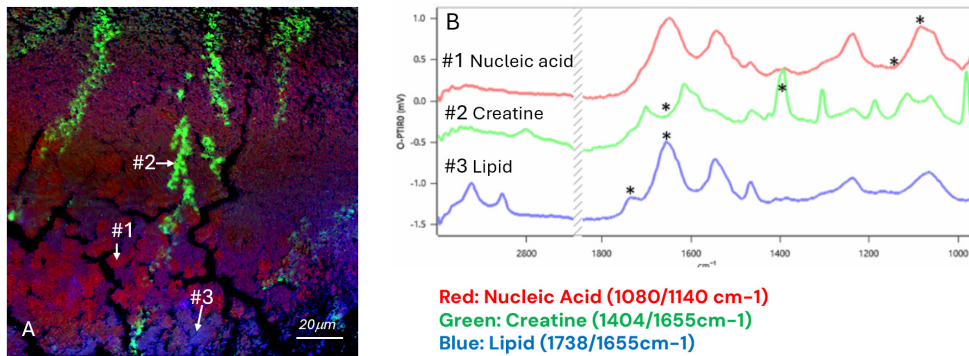 #2
#1
#3
A
20µm
B
O-PTIR0 (mV)
1.0
0.5
0.0
-0.5
-1.0
-1.5
#1 Nucleic acid
#2 Creatine
#3 Lipid
*
*
*
*
*
*
2800 1800 1600 1400 1200 1000
cm⁻¹
Red: Nucleic Acid (1080/1140 cm-1)
Green: Creatine (1404/1655cm-1)
Blue: Lipid (1738/1655cm-1)